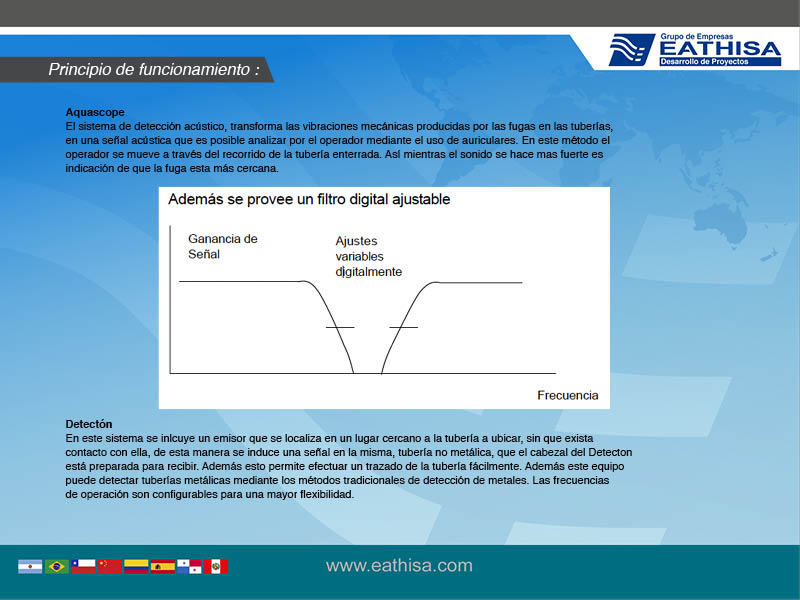 Grupo de Empresas
EATHISA
Desarrollo de Proyectos
Principio de funcionamiento :
Aquascope
El sistema de detección acústico, transforma las vibraciones mecánicas producidas por las fugas en las tuberías,
en una señal acústica que es posible analizar por el operador mediante el uso de auriculares. En este método el
operador se mueve a través del recorrido de la tubería enterrada. Así mientras el sonido se hace mas fuerte es
indicación de que la fuga esta más cercana.
Además se provee un filtro digital ajustable
Ganancia de
Señal
Ajustes
variables
digitalmente
Frecuencia
Detectón
En este sistema se inlcuye un emisor que se localiza en un lugar cercano a la tubería a ubicar, sin que exista
contacto con ella, de esta manera se induce una señal en la misma, tubería no metálica, que el cabezal del Detecton
está preparada para recibir. Además esto permite efectuar un trazado de la tubería fácilmente. Además este equipo
puede detectar tuberías metálicas mediante los métodos tradicionales de detección de metales. Las frecuencias
de operación son configurables para una mayor flexibilidad.
www.eathisa.com